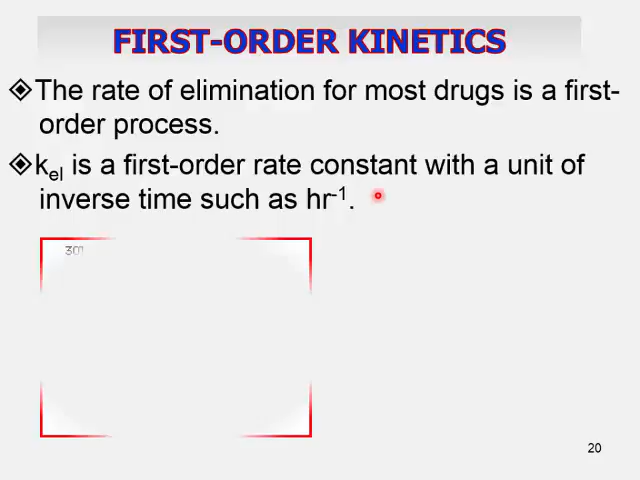 FIRST-ORDER KINETICS
The rate of elimination for most drugs is a first-
order process.
kel is a first-order rate constant with a unit of
inverse time such as hr-1.
20